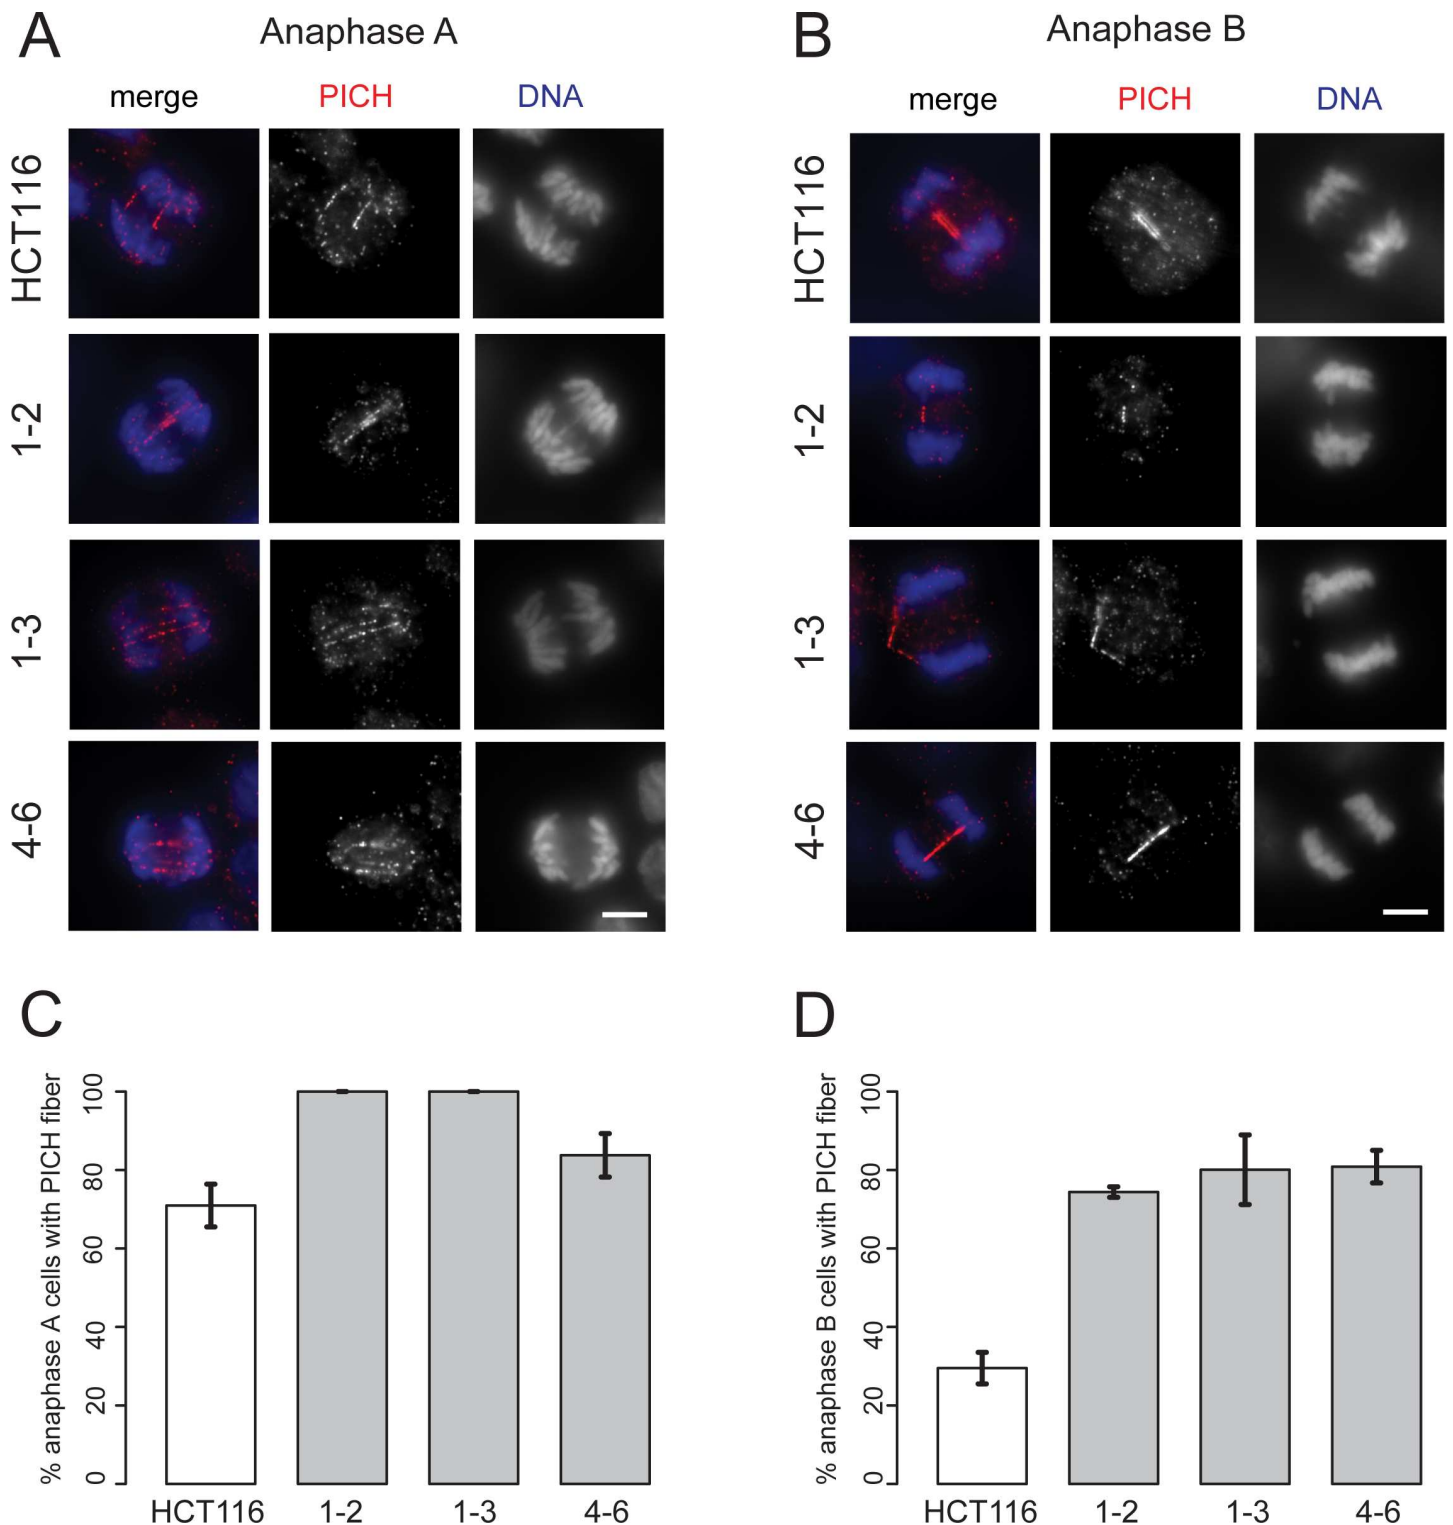 A
Anaphase A
merge
PICH
DNA
HCT116
1-2
1-3
4-6
B
Anaphase B
merge
PICH
DNA
HCT116
1-2
1-3
4-6
C
% anaphase A cells with PICH fiber
100
80
60
40
20
0
HCT116
1-2
1-3
4-6
D
% anaphase B cells with PICH fiber
100
80
60
40
20
0
HCT116
1-2
1-3
4-6